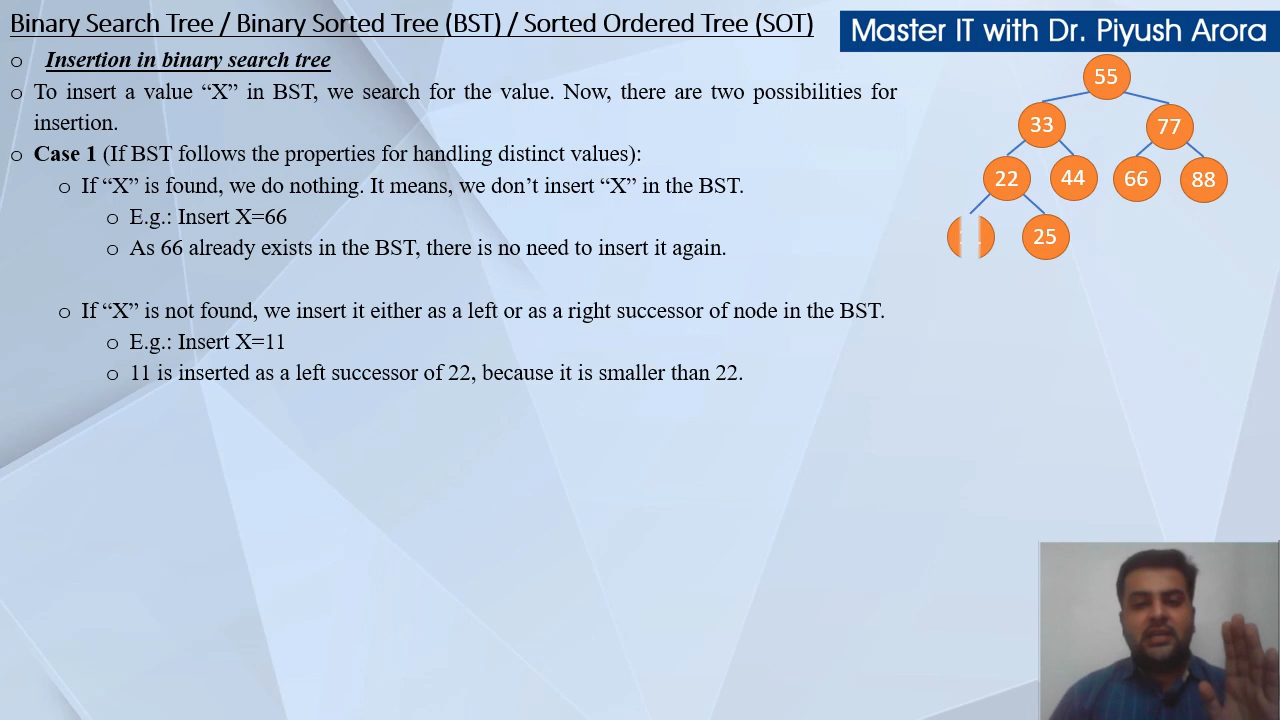 Binary Search Tree / Binary Sorted Tree (BST) / Sorted Ordered Tree (SOT)
Master IT with Dr. Piyush Arora
o Insertion in binary search tree
o To insert a value “X” in BST, we search for the value. Now, there are two possibilities for
insertion.
o Case 1 (If BST follows the properties for handling distinct values):
o If “X” is found, we do nothing. It means, we don’t insert “X” in the BST.
o E.g.: Insert X=66
o As 66 already exists in the BST, there is no need to insert it again.
o If “X” is not found, we insert it either as a left or as a right successor of node in the BST.
o E.g.: Insert X=11
o 11 is inserted as a left successor of 22, because it is smaller than 22.
55
33 77
22 44 66 88
25